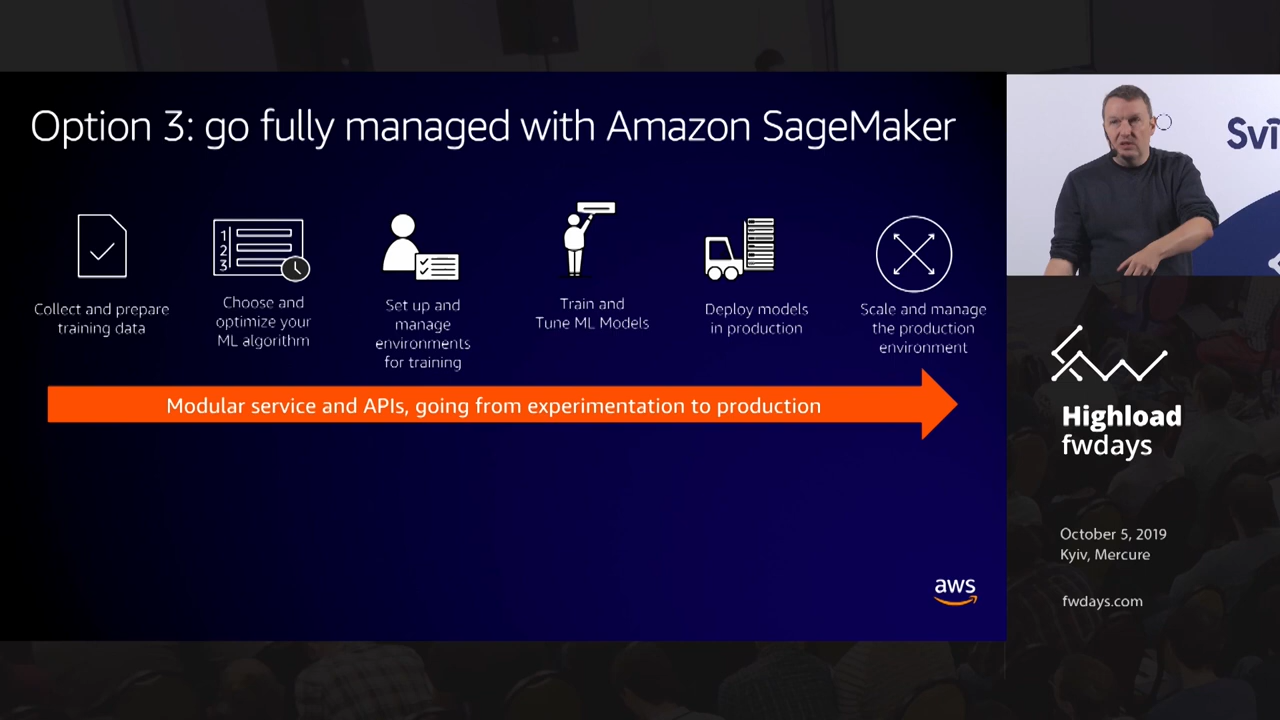 Option 3: go fully managed with Amazon SageMaker
1
2
3
Collect and prepare
training data
Choose and
optimize your
ML algorithm
Set up and
manage
environments
for training
Train and
Tune ML Models
Deploy models
in production
Scale and manage
the production
environment
Modular service and APIs, going from experimentation to production
aws
Highload
fwdays
October 5, 2019
Kyiv, Mercure
fwdays.com